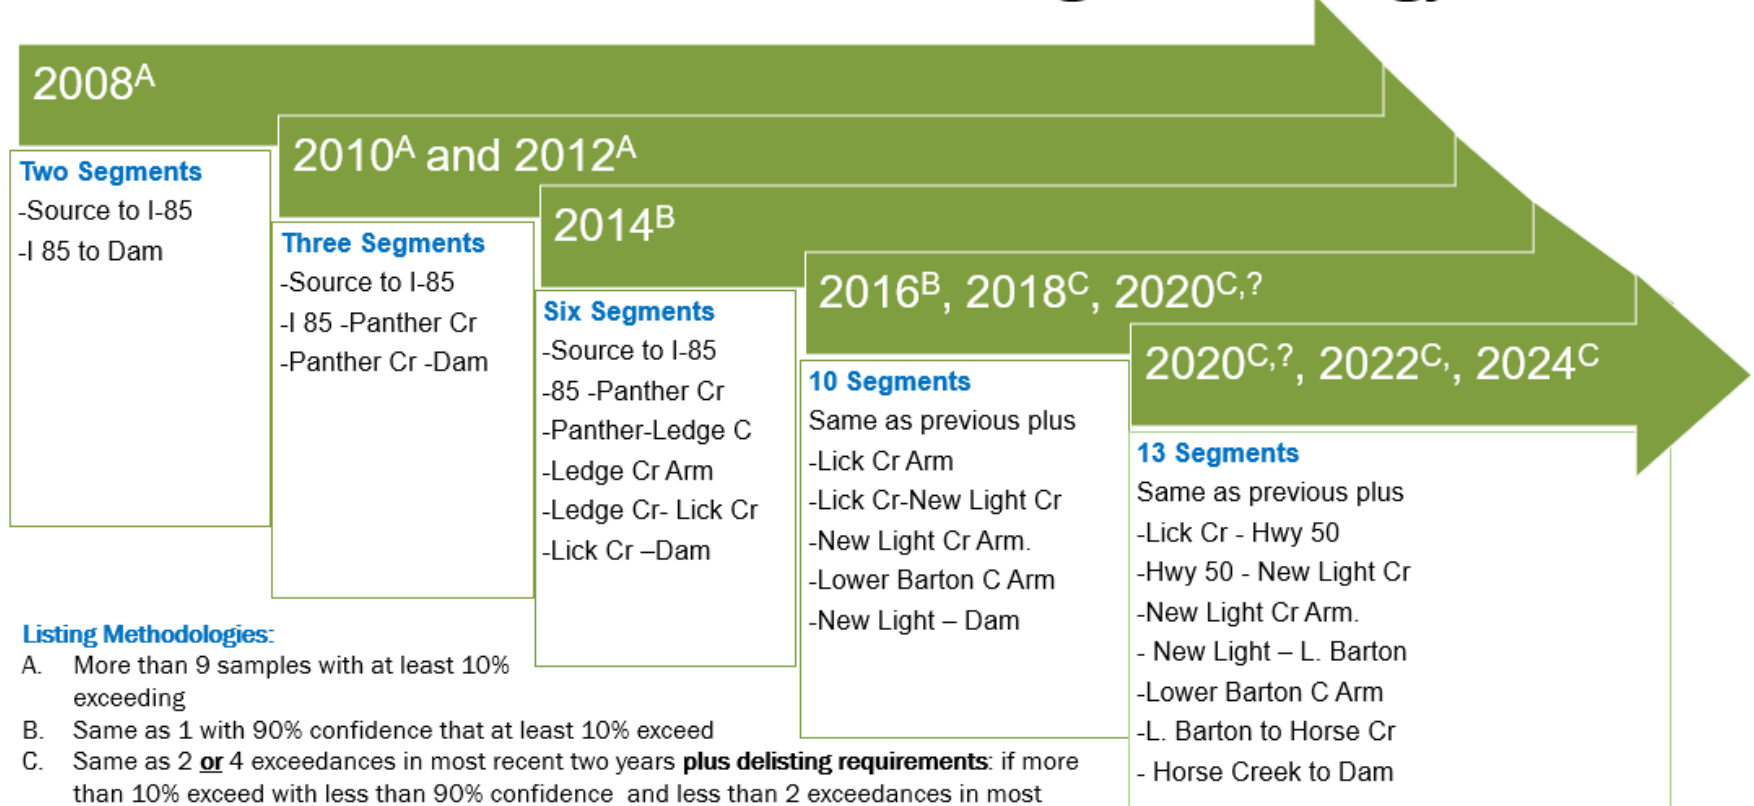 2008A
2010A and 2012A
2014B
2016B, 2018C, 2020C,?
2020C,?, 2022C,, 2024C
Two Segments
-Source to I-85
-I 85 to Dam
Three Segments
-Source to I-85
-I 85 -Panther Cr
-Panther Cr -Dam
Six Segments
-Source to I-85
-85 -Panther Cr
-Panther-Ledge C
-Ledge Cr Arm
-Ledge Cr- Lick Cr
-Lick Cr –Dam
10 Segments
Same as previous plus
-Lick Cr Arm
-Lick Cr-New Light Cr
-New Light Cr Arm.
-Lower Barton C Arm
-New Light – Dam
13 Segments
Same as previous plus
-Lick Cr - Hwy 50
-Hwy 50 - New Light Cr
-New Light Cr Arm.
- New Light – L. Barton
-Lower Barton C Arm
-L. Barton to Horse Cr
- Horse Creek to Dam
Listing Methodologies:
A. More than 9 samples with at least 10%
exceeding
B. Same as 1 with 90% confidence that at least 10% exceed
C. Same as 2 or 4 exceedances in most recent two years plus delisting requirements: if more
than 10% exceed with less than 90% confidence and less than 2 exceedances in most